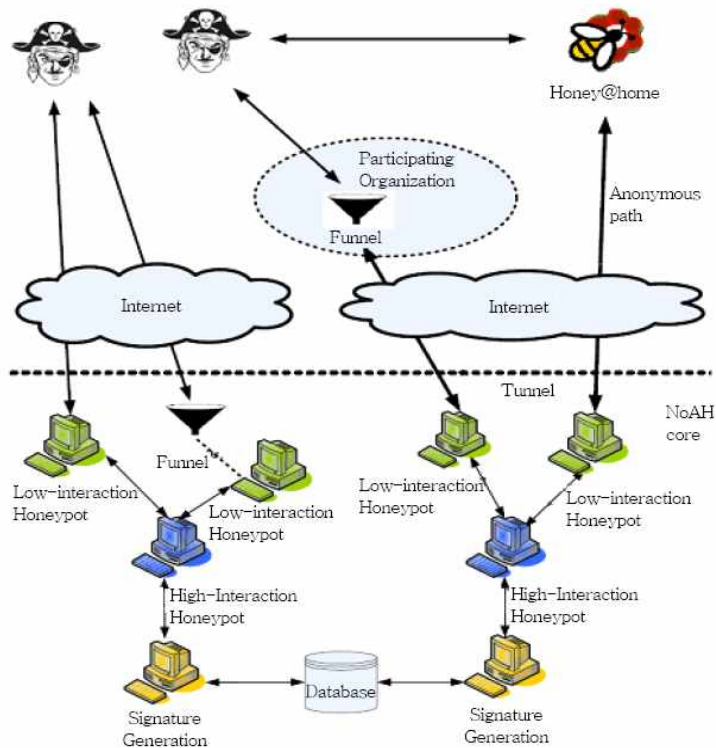 Honey@home
Participating
Organization
Funnel
Anonymous
path
Internet
Internet
Tunnel
NoAH
core
Funnel
Low-interaction
Honeypot
Low-interaction
Honeypot
Low-interaction
Honeypot
Low-interaction
Honeypot
High-Interaction
Honeypot
High-Interaction
Honeypot
Database
Signature
Generation
Signature
Generation